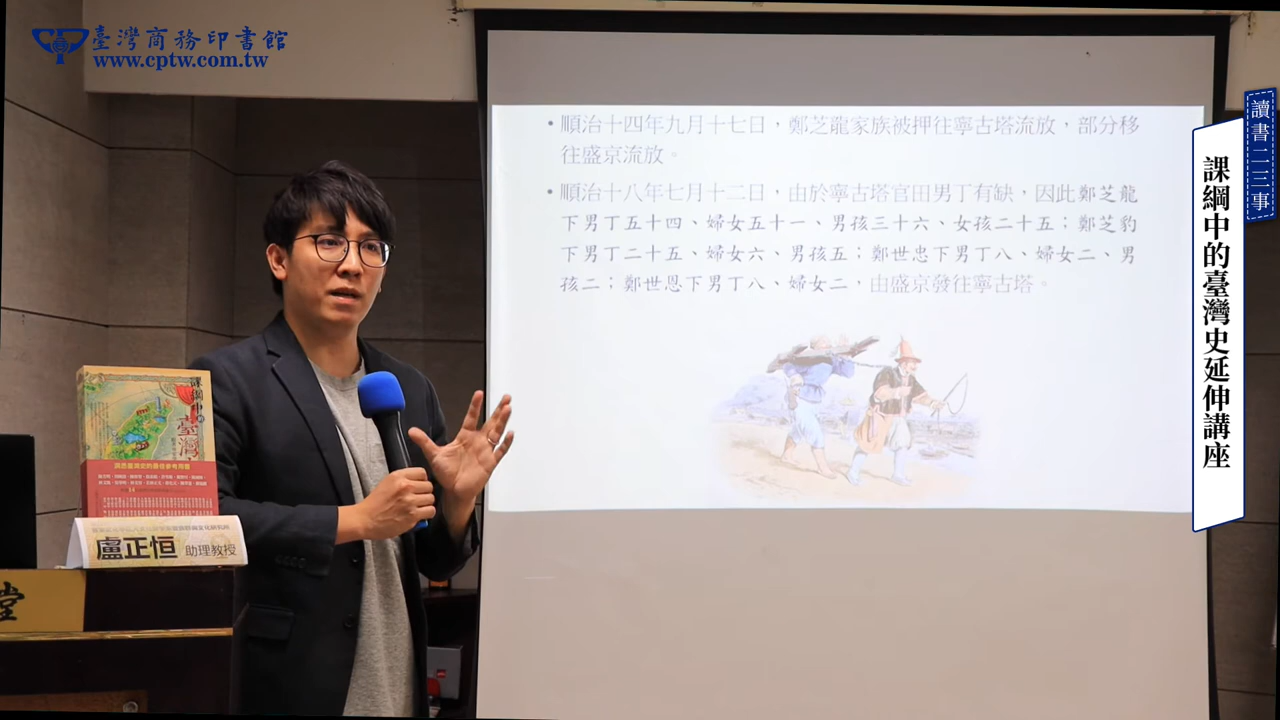 臺灣商務印書館
www.cptw.com.tw
• 順治十四年九月十七日，鄭芝龍家族被押往寧古塔流放，部分移
往盛京流放。
• 順治十八年七月十二日，由於寧古塔官田男丁有缺，因此鄭芝龍
下男丁五十四、婦女五十一、男孩三十六、女孩二十五；鄭芝豹
下男丁二十五、婦女六、男孩五；鄭世忠下男丁八、婦女二、男
孩二；鄭世恩下男丁八、婦女二，由盛京發往寧古塔。
讀書二三事
課綱中的臺灣史延伸講座
課綱中的
臺灣
盧正恒 助理教授
堂